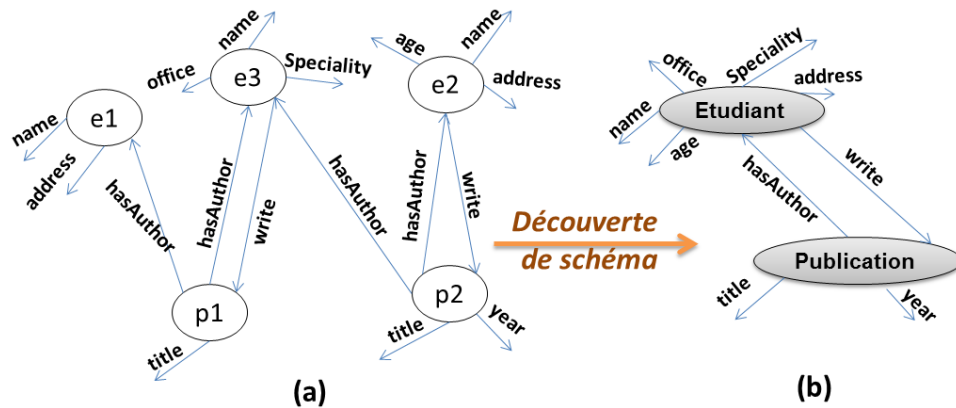 name
office
e3
Speciality
age
name
e2
address
e1
name
address
hasAuthor
hasAuthor
write
hasAuthor
hasAuthor
write
p1
title
p2
title
year
(a)
Découverte
de schéma
office
Speciality
address
name
Etudiant
age
hasAuthor
write
Publication
title
year
(b)